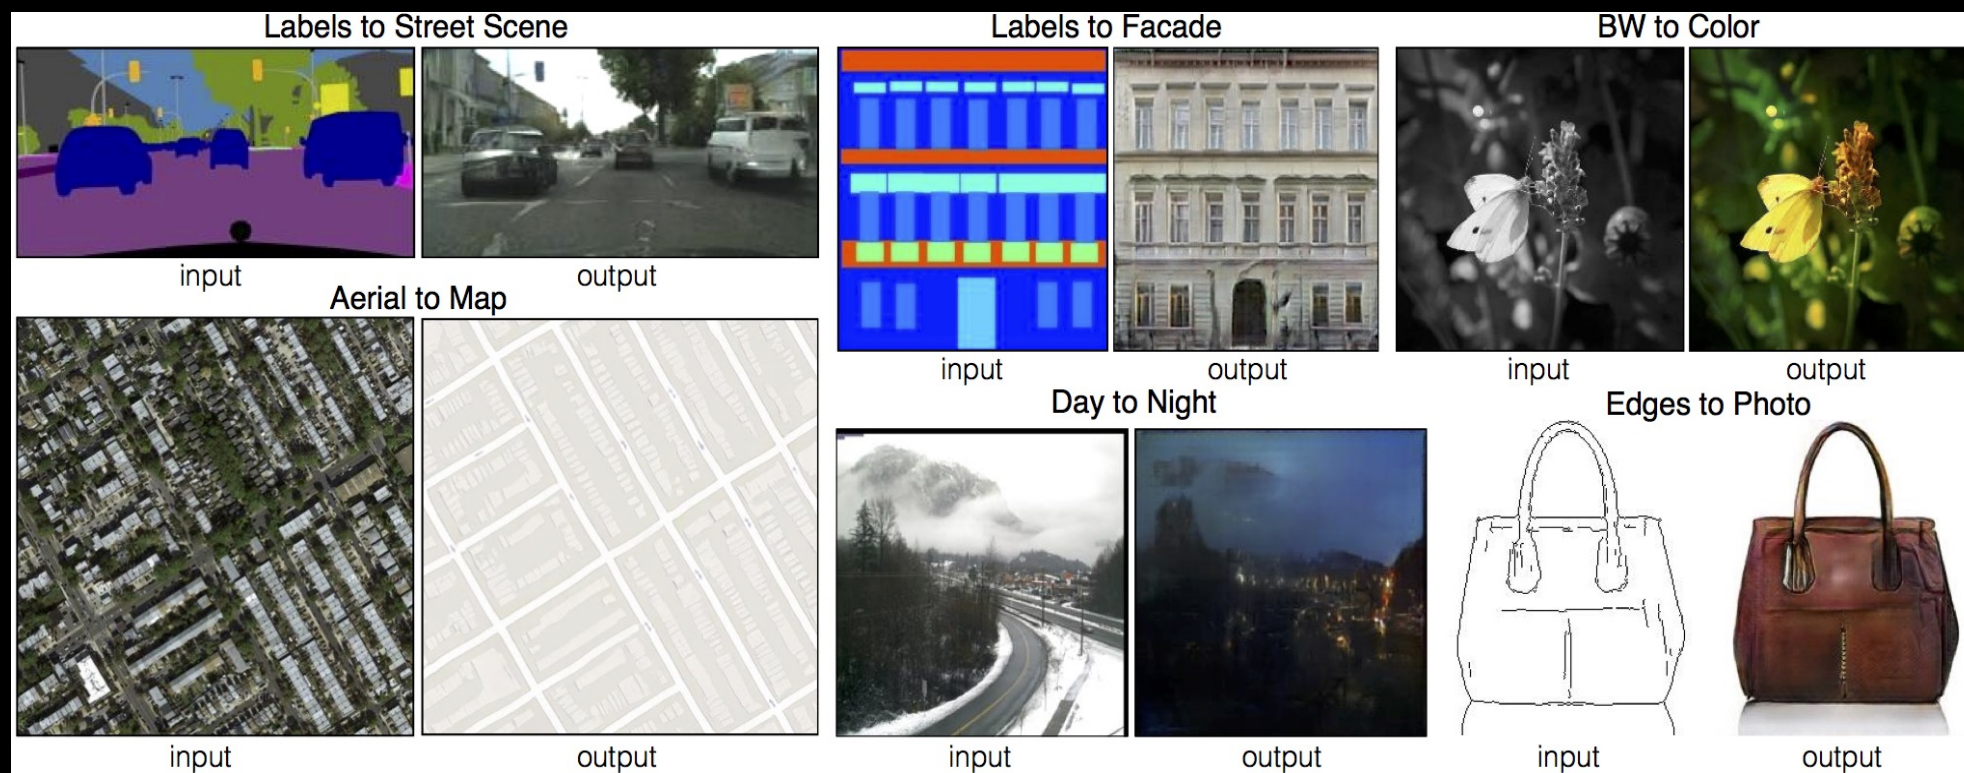 Labels to Street Scene
input
output
Aerial to Map
input
output
Labels to Facade
input
output
BW to Color
input
output
Day to Night
input
output
Edges to Photo
input
output